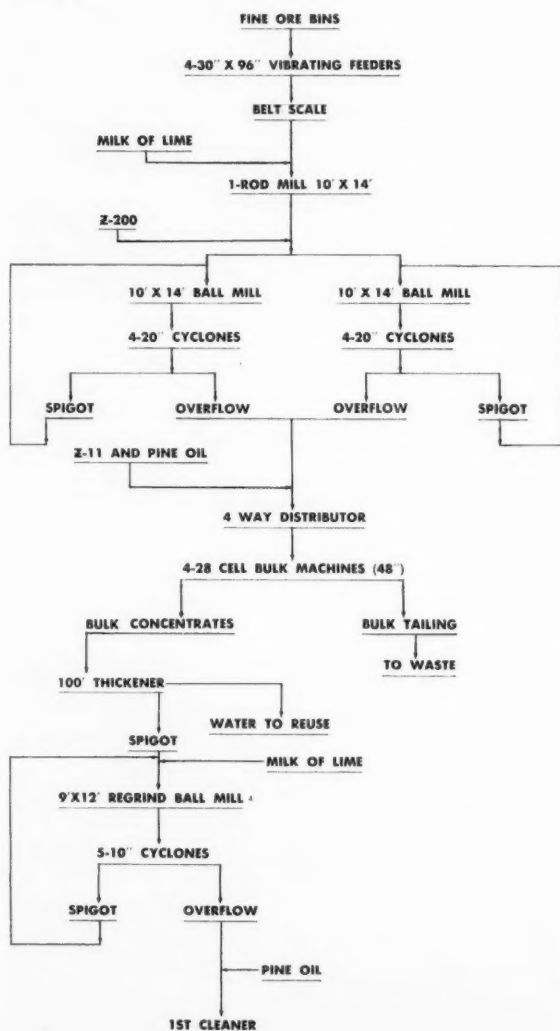 FINE ORE BINS
4-30" X 96" VIBRATING FEEDERS
BELT SCALE
MILK OF LIME
1-ROD MILL 10' X 14'
Z-200
10' X 14' BALL MILL
10' X 14' BALL MILL
4-20" CYCLONES
4-20" CYCLONES
SPIGOT
OVERFLOW
OVERFLOW
SPIGOT
Z-11 AND PINE OIL
4 WAY DISTRIBUTOR
4-28 CELL BULK MACHINES (48")
BULK CONCENTRATES
BULK TAILING
TO WASTE
100' THICKENER
WATER TO REUSE
SPIGOT
MILK OF LIME
9'X12' REGRIND BALL MILL
5-10" CYCLONES
SPIGOT
OVERFLOW
PINE OIL
1ST CLEANER